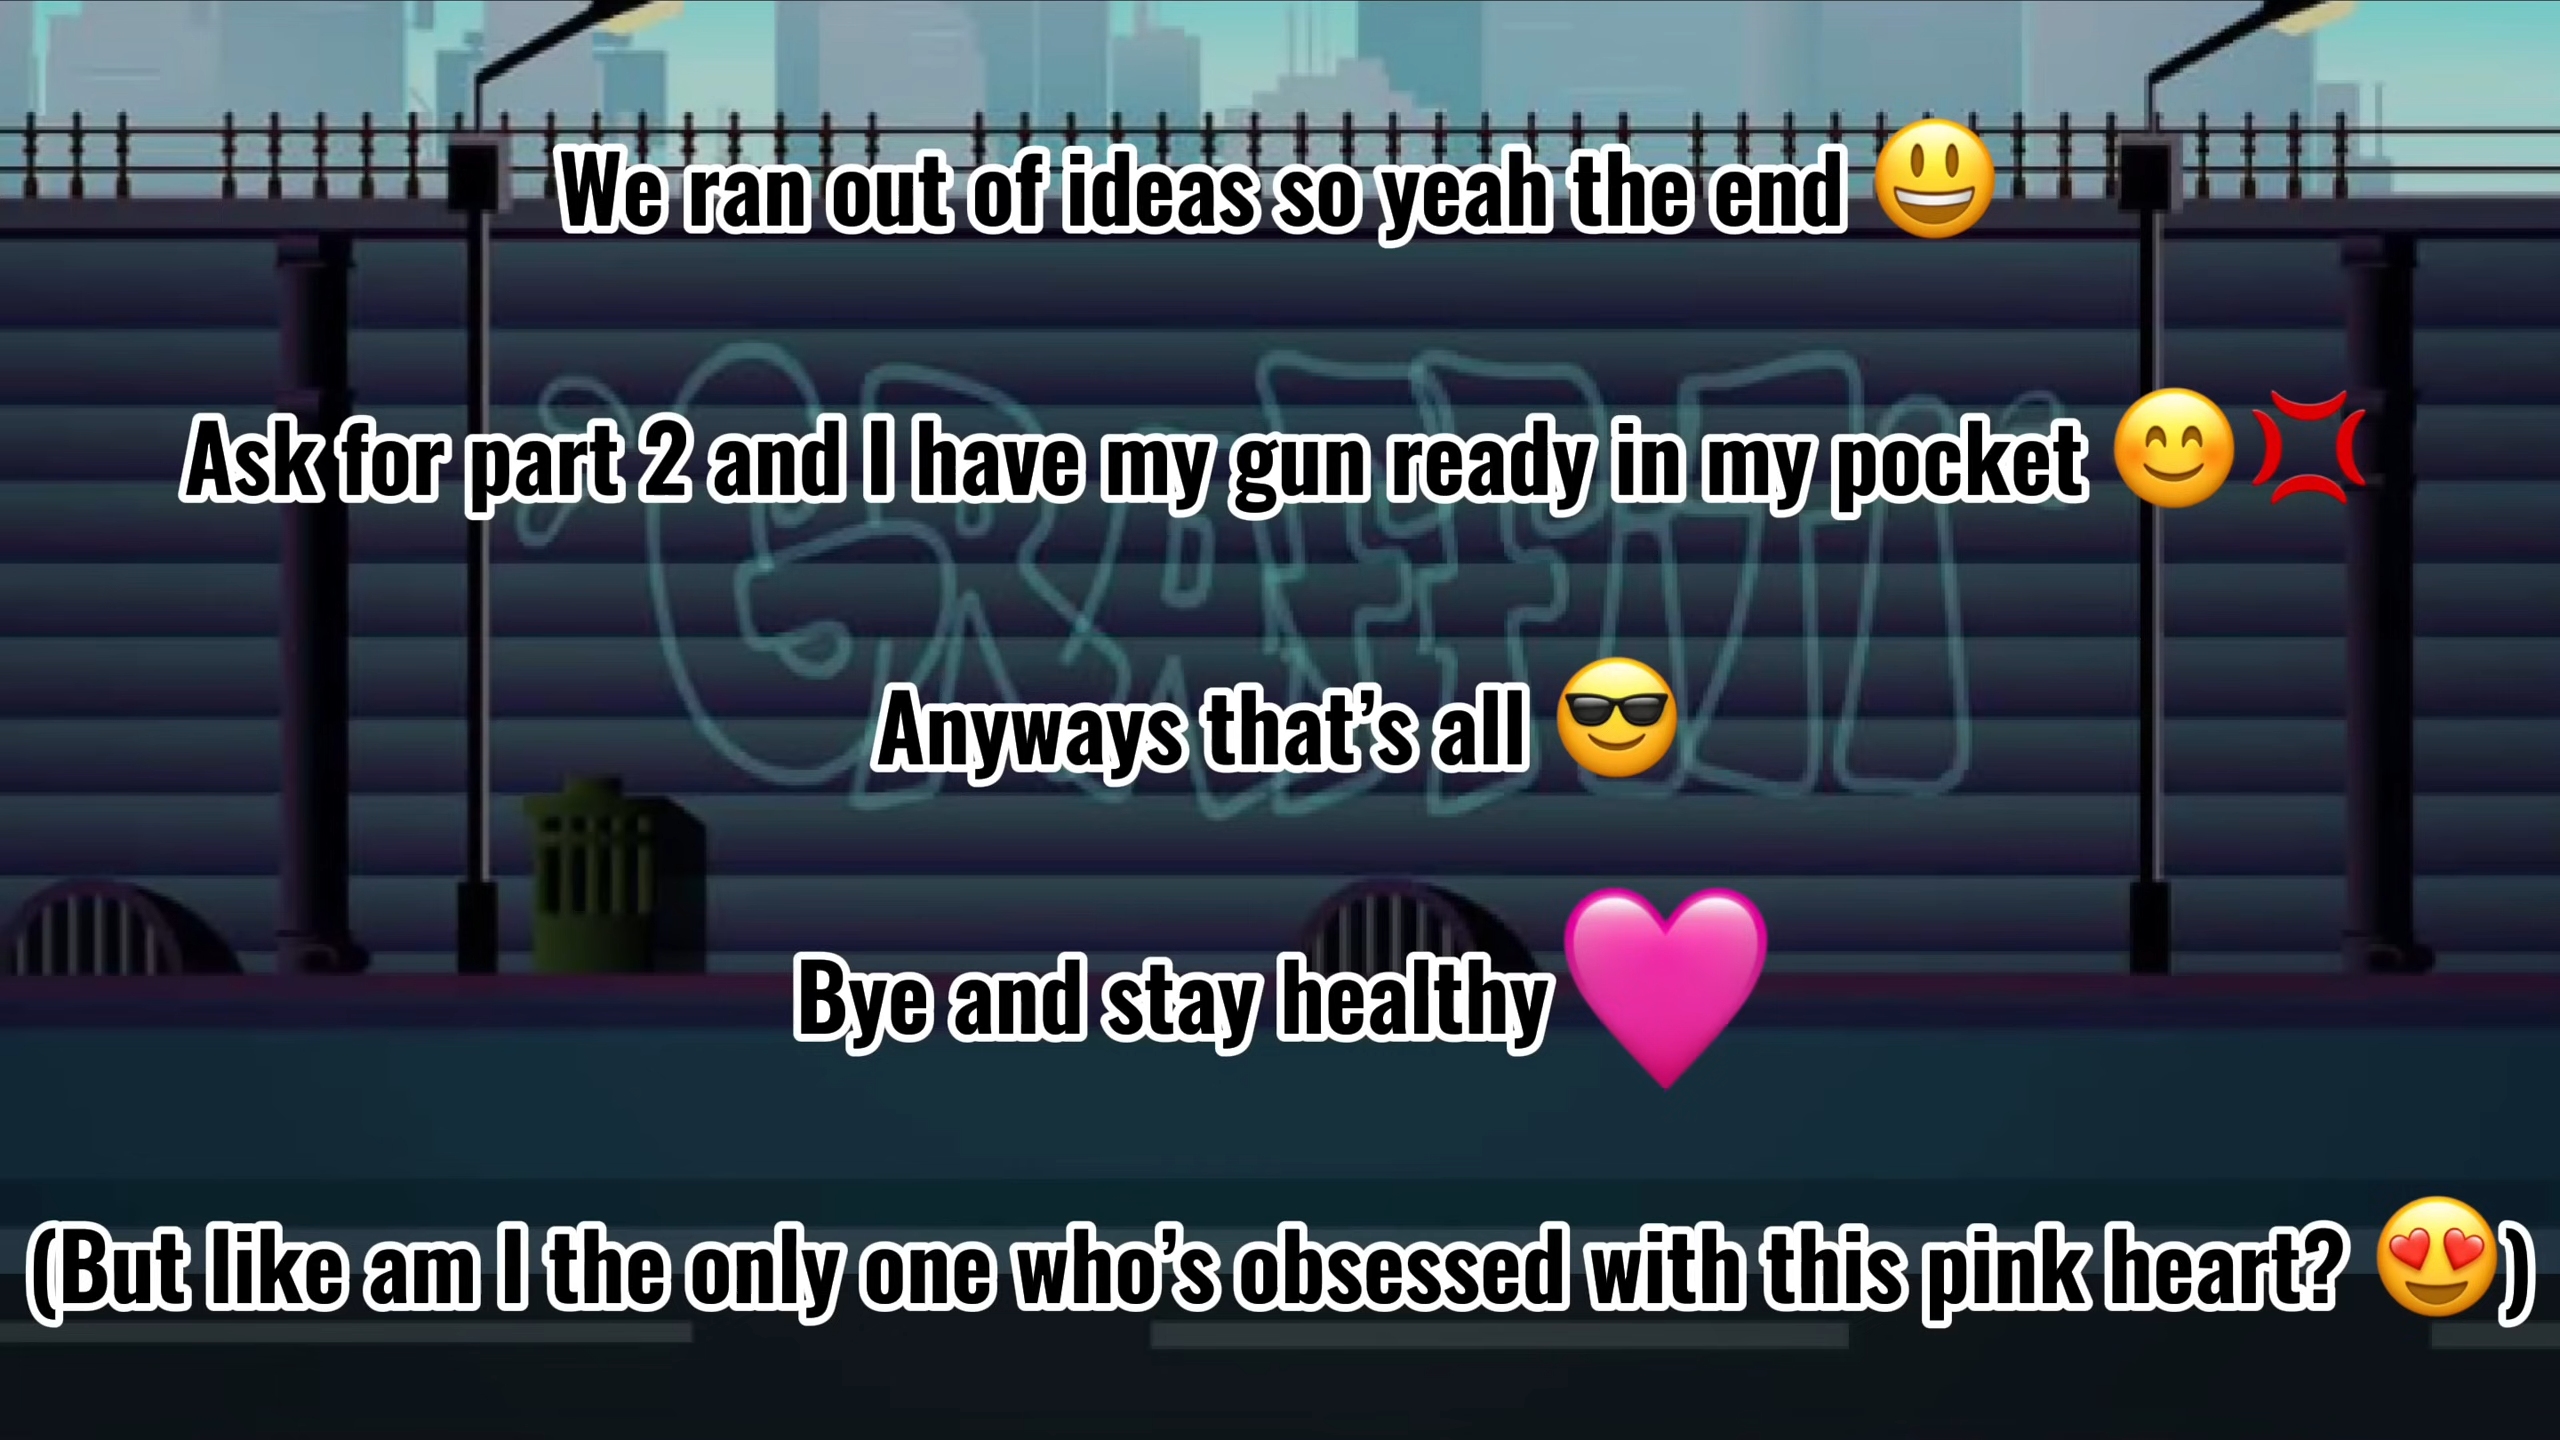 We ran out of ideas so yeah the end 😃
Ask for part 2 and I have my gun ready in my pocket 😊💢
GRAFFITI
Anyways that’s all 😎
Bye and stay healthy🩷
(But like am I the only one who’s obsessed with this pink heart? 😍)